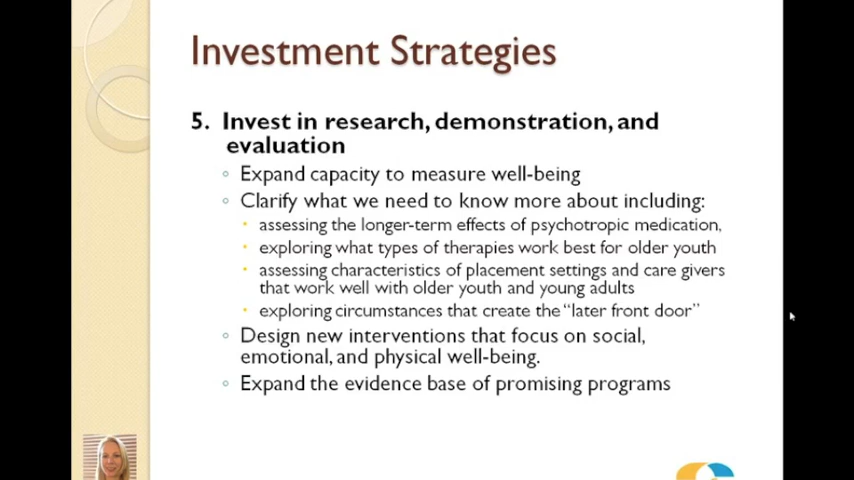 Investment Strategies
5. Invest in research, demonstration, and
evaluation
Expand capacity to measure well-being
Clarify what we need to know more about including:
assessing the longer-term effects of psychotropic medication,
exploring what types of therapies work best for older youth
assessing characteristics of placement settings and care givers
that work well with older youth and young adults
exploring circumstances that create the “later front door”
Design new interventions that focus on social,
emotional, and physical well-being.
Expand the evidence base of promising programs